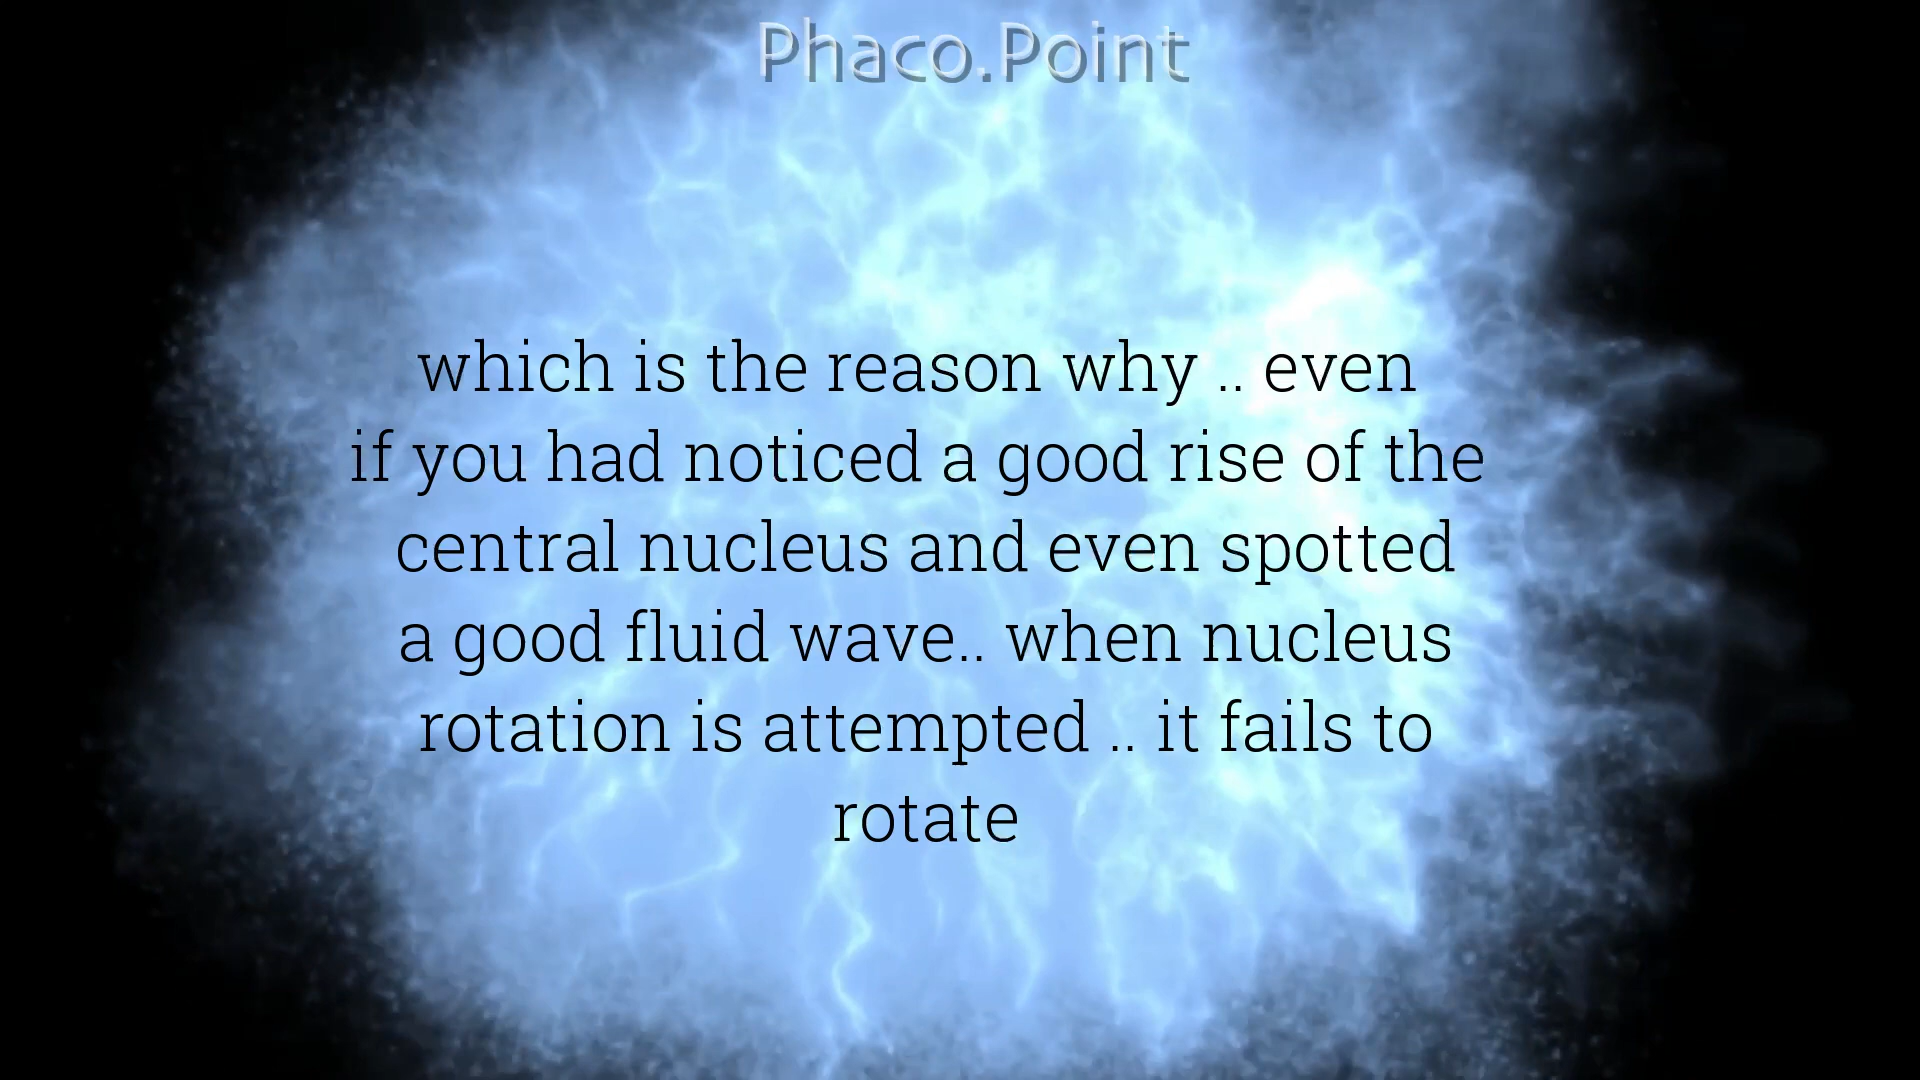 Phaco.Point
which is the reason why .. even
if you had noticed a good rise of the
central nucleus and even spotted
a good fluid wave.. when nucleus
rotation is attempted .. it fails to
rotate